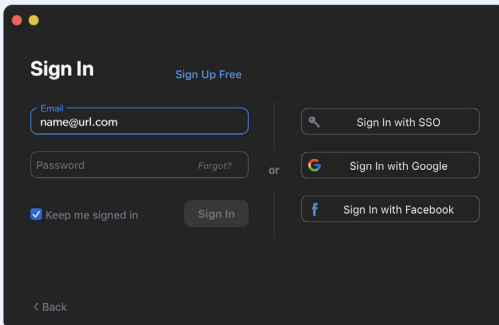 Sign In
Sign Up Free
Email
name@url.com
Password
Forgot?
Keep me signed in
Sign In
or
Sign In with SSO
Sign In with Google
Sign In with Facebook
< Back